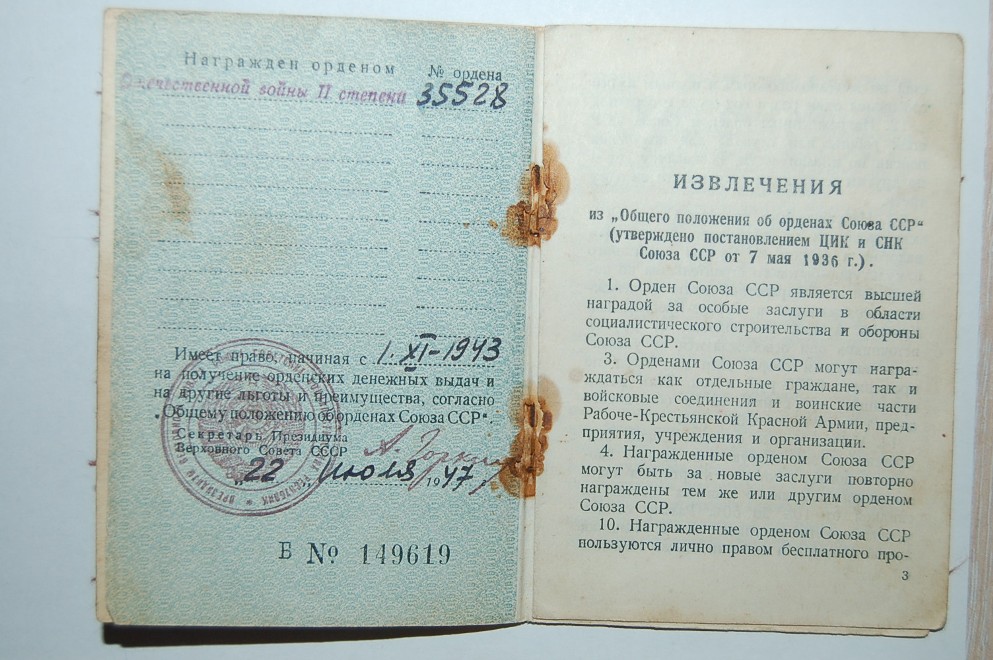 Награжден орденом
№ ордена
Отечественной войны II степени 35528
Имеет право, начиная с 1. XI-1943
на получение орденских денежных выдач и
на другие льготы и преимущества, согласно
„Общему положению об орденах Союза ССР“.
Секретарь Президиума
Верховного Совета СССР
А. Горкин
„22 июля 1947 г.
Б № 149619
ИЗВЛЕЧЕНИЯ
из „Общего положения об орденах Союза ССР“
(утверждено постановлением ЦИК и СНК
Союза ССР от 7 мая 1936 г.).
1. Орден Союза ССР является высшей
наградой за особые заслуги в области
социалистического строительства и обороны
Союза ССР.
3. Орденами Союза ССР могут награ-
ждаться как отдельные граждане, так и
войсковые соединения и воинские части
Рабоче-Крестьянской Красной Армии, пред-
приятия, учреждения и организации.
4. Награжденные орденом Союза ССР
могут быть за новые заслуги повторно
награждены тем же или другим орденом
Союза ССР.
10. Награжденные орденом Союза ССР
пользуются лично правом бесплатного про-
3